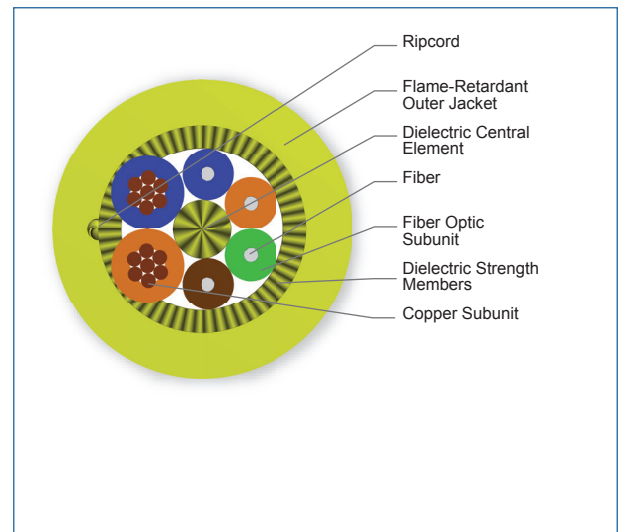 Ripcord
Flame-Retardant
Outer Jacket
Dielectric Central
Element
Fiber
Fiber Optic
Subunit
Dielectric Strength
Members
Copper Subunit